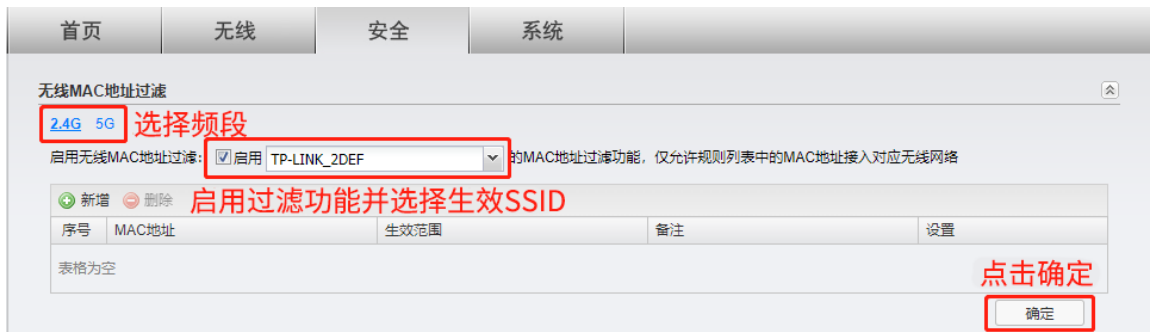 首页 无线 安全 系统
无线MAC地址过滤
2.4G 5G 选择频段
启用无线MAC地址过滤: 启用 TP-LINK_2DEF 的MAC地址过滤功能，仅允许规则列表中的MAC地址接入对应无线网络
新增 删除 启用过滤功能并选择生效SSID
序号 MAC地址 生效范围 备注 设置
表格为空
点击确定
确定